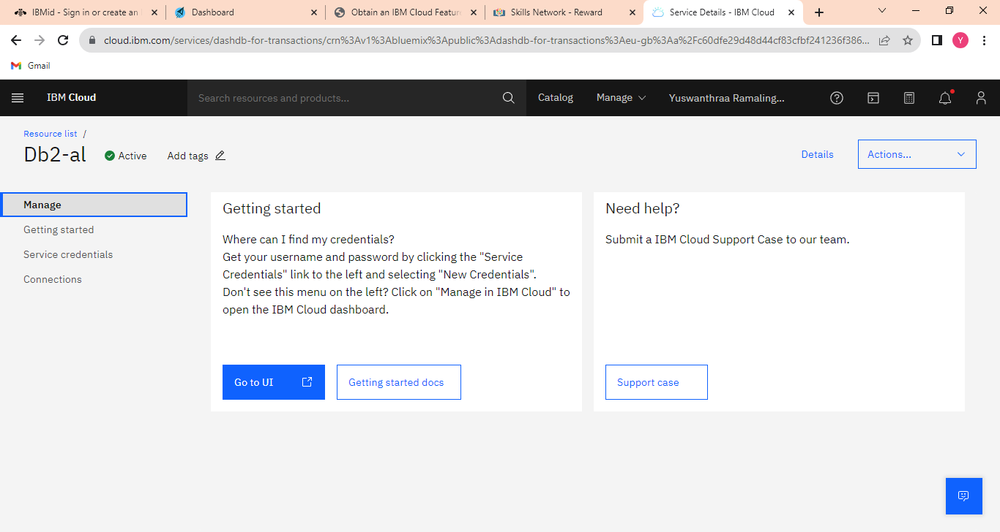 IBMid - Sign in or create an
Dashboard
Obtain an IBM Cloud Featur
Skills Network - Reward
Service Details - IBM Cloud
cloud.ibm.com/services/dashdb-for-transactions/crn%3Av1%3Abluemix%3Apublic%3Adashdb-for-transactions%3Aeu-gb%3Aa%2Fc60dfe29d48d44cf83cfbf241236f386...
Y
Gmail
IBM Cloud
Search resources and products...
Catalog
Manage
Yuswanthraa Ramaling...
Resource list /
Db2-al
Active
Add tags
Details
Actions...
Manage
Getting started
Service credentials
Connections
Getting started
Where can I find my credentials?
Get your username and password by clicking the "Service
Credentials" link to the left and selecting "New Credentials".
Don't see this menu on the left? Click on "Manage in IBM Cloud" to
open the IBM Cloud dashboard.
Go to UI
Getting started docs
Need help?
Submit a IBM Cloud Support Case to our team.
Support case